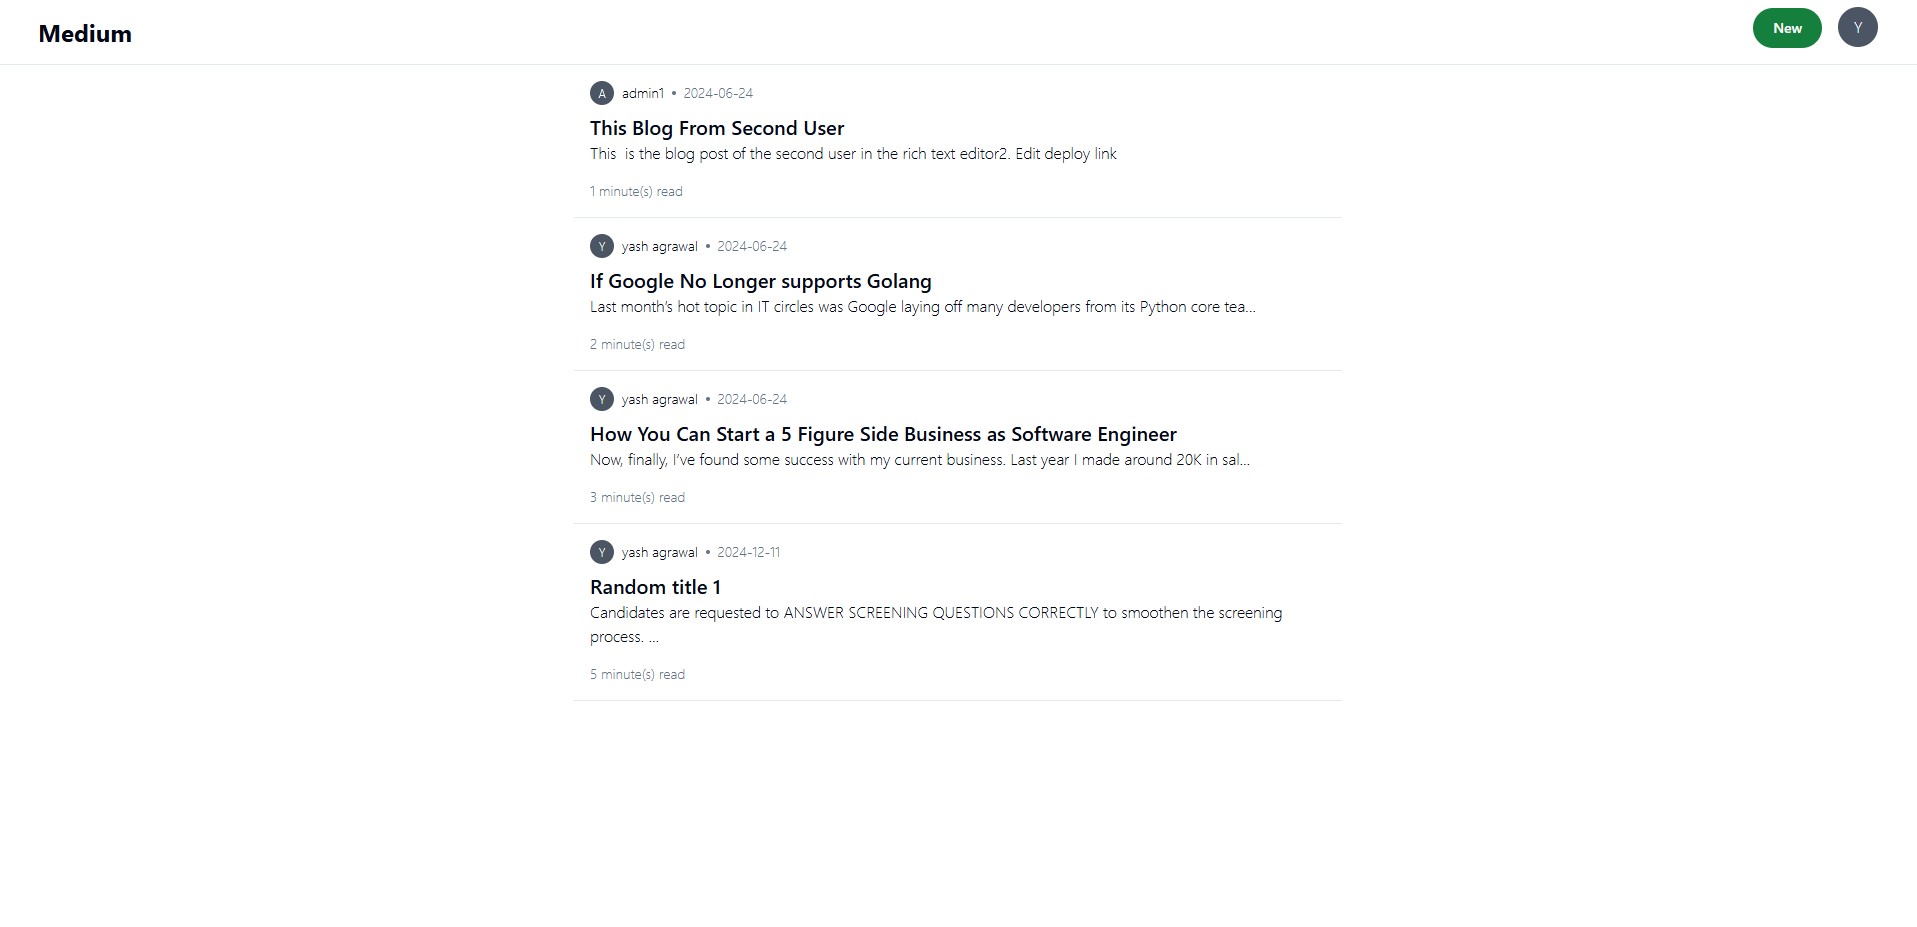 Medium
New
Y
A
admin1 • 2024-06-24
This Blog From Second User
This  is the blog post of the second user in the rich text editor2. Edit deploy link
1 minute(s) read
Y
yash agrawal • 2024-06-24
If Google No Longer supports Golang
Last month’s hot topic in IT circles was Google laying off many developers from its Python core tea...
2 minute(s) read
Y
yash agrawal • 2024-06-24
How You Can Start a 5 Figure Side Business as Software Engineer
Now, finally, I’ve found some success with my current business. Last year I made around 20K in sal...
3 minute(s) read
Y
yash agrawal • 2024-12-11
Random title 1
Candidates are requested to ANSWER SCREENING QUESTIONS CORRECTLY to smoothen the screening
process. ...
5 minute(s) read